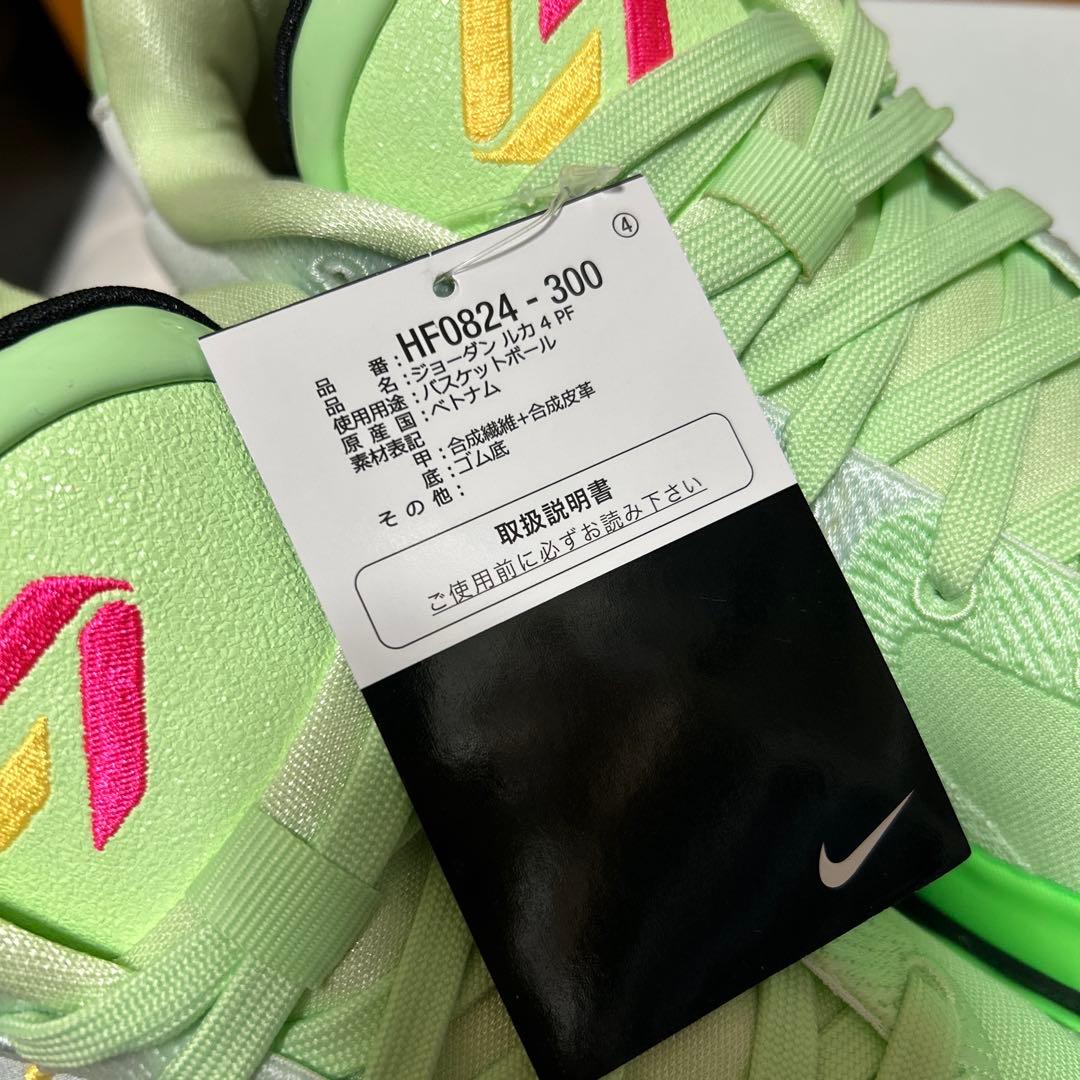 ④
品番:HF0824 - 300
品名:ジョーダン ルカ 4 PF
使用用途:バスケットボール
原産国:ベトナム
素材表記
甲:合成繊維+合成皮革
底:ゴム底
その他:
取扱説明書
ご使用前に必ずお読み下さい